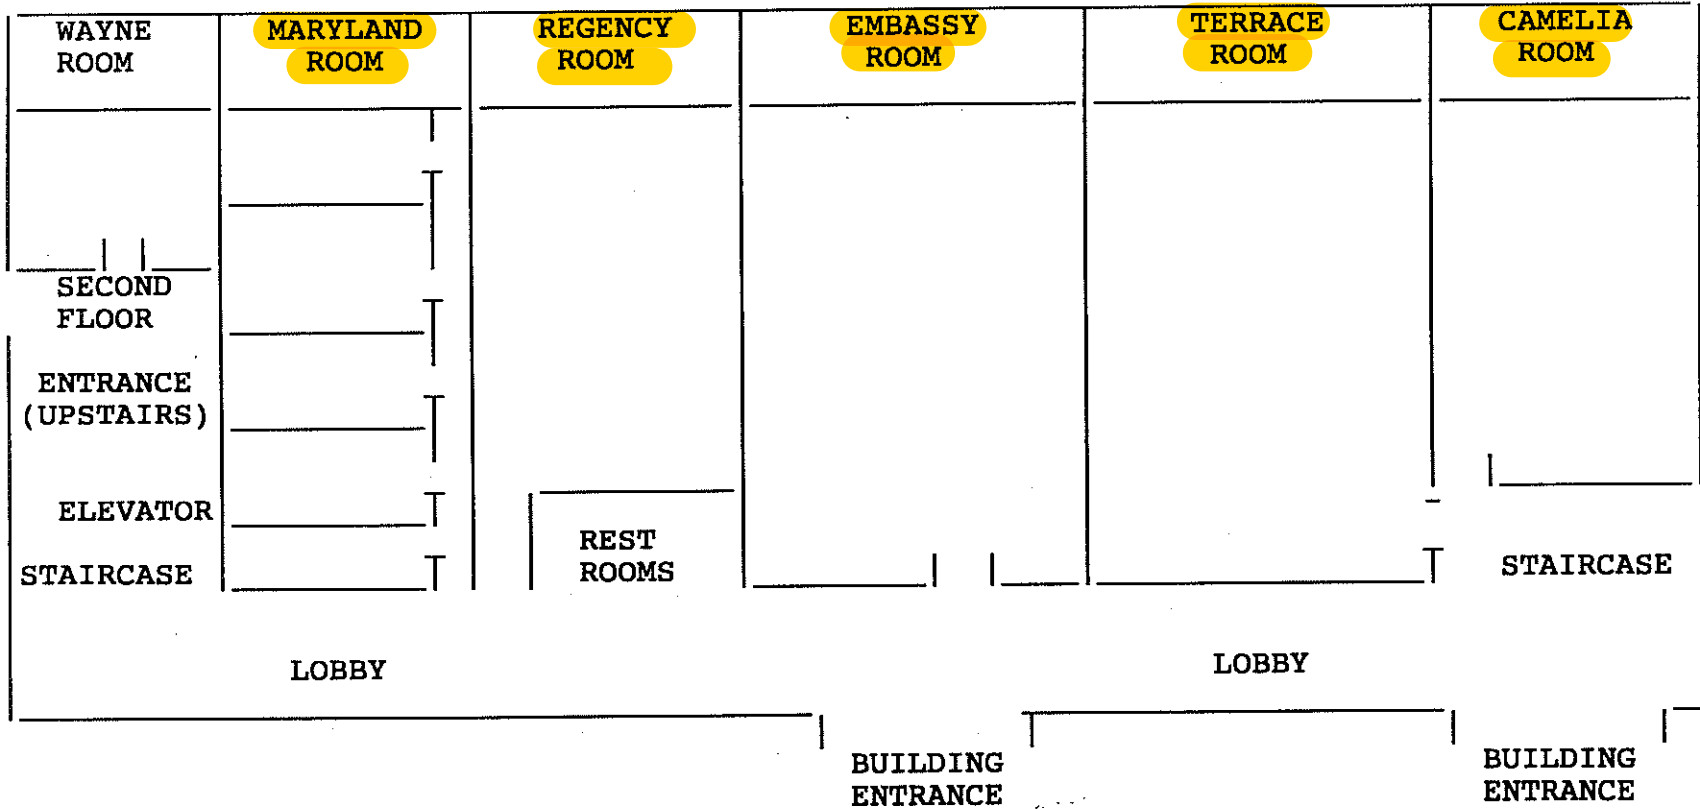 WAYNE
ROOM
MARYLAND
ROOM
REGENCY
ROOM
EMBASSY
ROOM
TERRACE
ROOM
CAMELIA
ROOM
SECOND
FLOOR
ENTRANCE
(UPSTAIRS)
ELEVATOR
STAIRCASE
REST
ROOMS
STAIRCASE
LOBBY
LOBBY
BUILDING
ENTRANCE
BUILDING
ENTRANCE